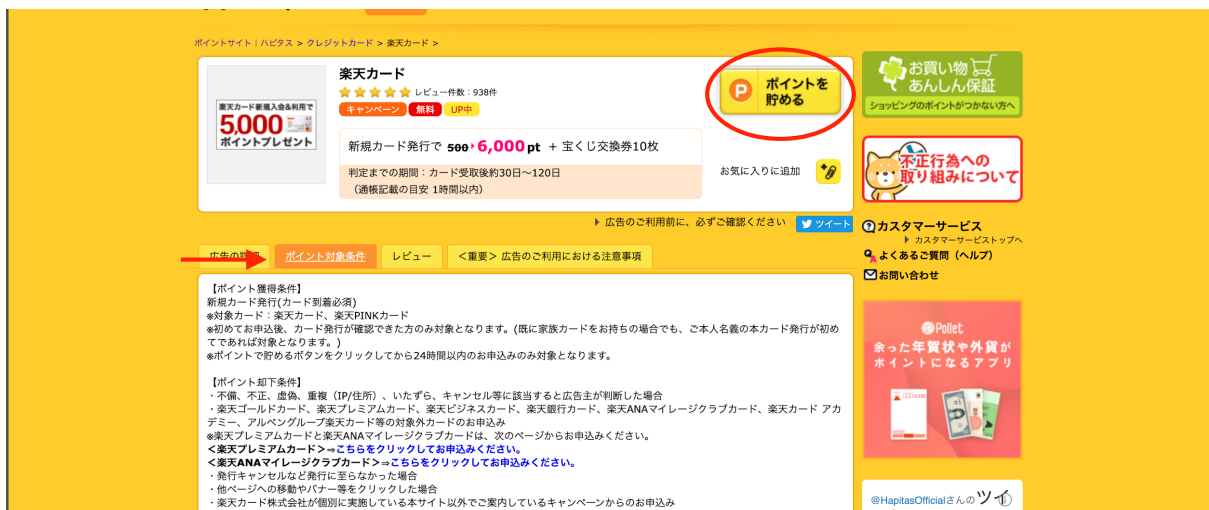 ポイントサイト｜ハピタス > クレジットカード > 楽天カード >
楽天カード新規入会&利用で
5,000
ポイントプレゼント
楽天カード
レビュー件数：938件
キャンペーン 無料 UP中
新規カード発行で 500 6,000pt + 宝くじ交換券10枚
判定までの期間：カード受取後約30日～120日
（通帳記載の目安 1時間以内）
P ポイントを
貯める
お気に入りに追加
広告のご利用前に、必ずご確認ください ツイート
ポイント対象条件 レビュー ＜重要＞ 広告のご利用における注意事項
【ポイント獲得条件】
新規カード発行(カード到着必須)
※対象カード：楽天カード、楽天PINKカード
※初めてお申込後、カード発行が確認できた方のみ対象となります。(既に家族カードをお持ちの場合でも、ご本人名義の本カード発行が初め
てであれば対象となります。)
※ポイントで貯めるボタンをクリックしてから24時間以内のお申込みのみ対象となります。
【ポイント却下条件】
・不備、不正、虚偽、重複（IP/住所）、いたずら、キャンセル等に該当すると広告主が判断した場合
・楽天ゴールドカード、楽天プレミアムカード、楽天ビジネスカード、楽天銀行カード、楽天ANAマイレージクラブカード、楽天カード アカ
デミー、アルペングループ楽天カード等の対象外カードのお申込み
※楽天プレミアムカードと楽天ANAマイレージクラブカードは、次のページからお申込みください。
＜楽天プレミアムカード＞⇒こちらをクリックしてお申込みください。
＜楽天ANAマイレージクラブカード＞⇒こちらをクリックしてお申込みください。
・発行キャンセルなど発行に至らなかった場合
・他ページへの移動やバナー等をクリックした場合
・楽天カード株式会社が個別に実施している本サイト以外でご案内しているキャンペーンからのお申込み
お買い物
あんしん保証
ショッピングのポイントがつかない方へ
不正行為への
取り組みについて
カスタマーサービス
カスタマーサービストップへ
よくあるご質問（ヘルプ）
お問い合わせ
Pollet
余った年賀状や外貨が
ポイントになるアプリ
@HapitasOfficialさんのツイ